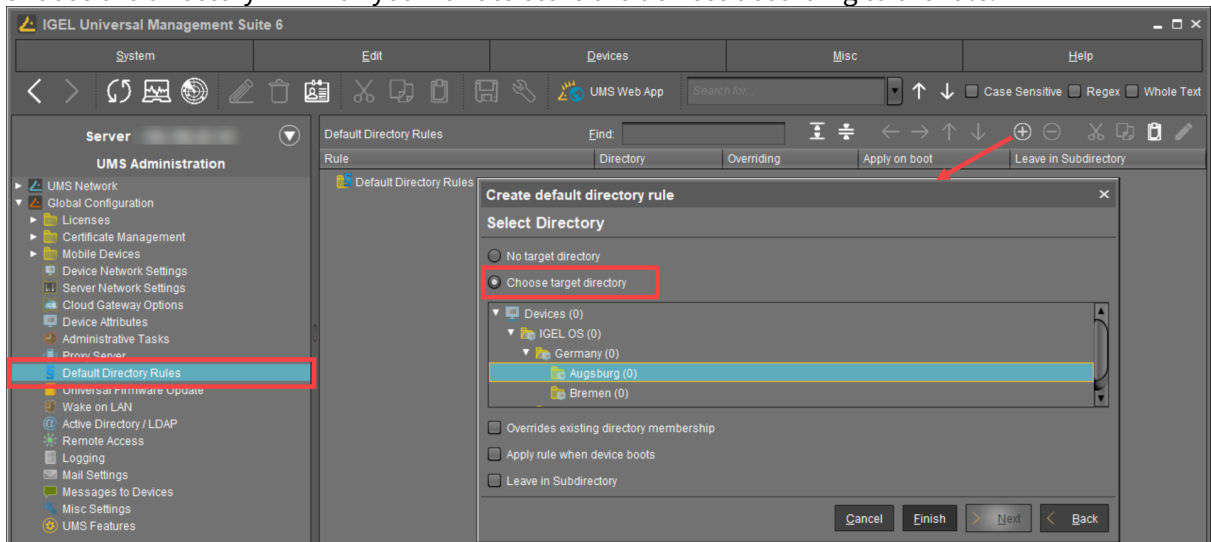 IGEL Universal Management Suite 6
System Edit Devices Misc Help
UMS Web App Search for... Case Sensitive Regex Whole Text
Server
UMS Administration
UMS Network
Global Configuration
Licenses
Certificate Management
Mobile Devices
Device Network Settings
Server Network Settings
Cloud Gateway Options
Device Attributes
Administrative Tasks
Proxy Server
Default Directory Rules
Universal Firmware Update
Wake on LAN
Active Directory / LDAP
Remote Access
Logging
Mail Settings
Messages to Devices
Misc Settings
UMS Features
Default Directory Rules Find:
Rule Directory Overriding Apply on boot Leave in Subdirectory
Default Directory Rules
Create default directory rule
Select Directory
No target directory
Choose target directory
Devices (0)
IGEL OS (0)
Germany (0)
Augsburg (0)
Bremen (0)
Overrides existing directory membership
Apply rule when device boots
Leave in Subdirectory
Cancel Finish Next Back